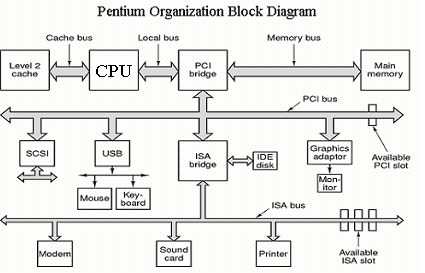 Pentium Organization Block Diagram
Cache bus
Local bus
Memory bus
Level 2
cache
CPU
PCI
bridge
Main
memory
PCI bus
SCSI
USB
ISA
bridge
IDE
disk
Graphics
adaptor
Available
PCI slot
Mouse
Key-
board
Mon-
itor
ISA bus
Modem
Sound
card
Printer
Available
ISA slot